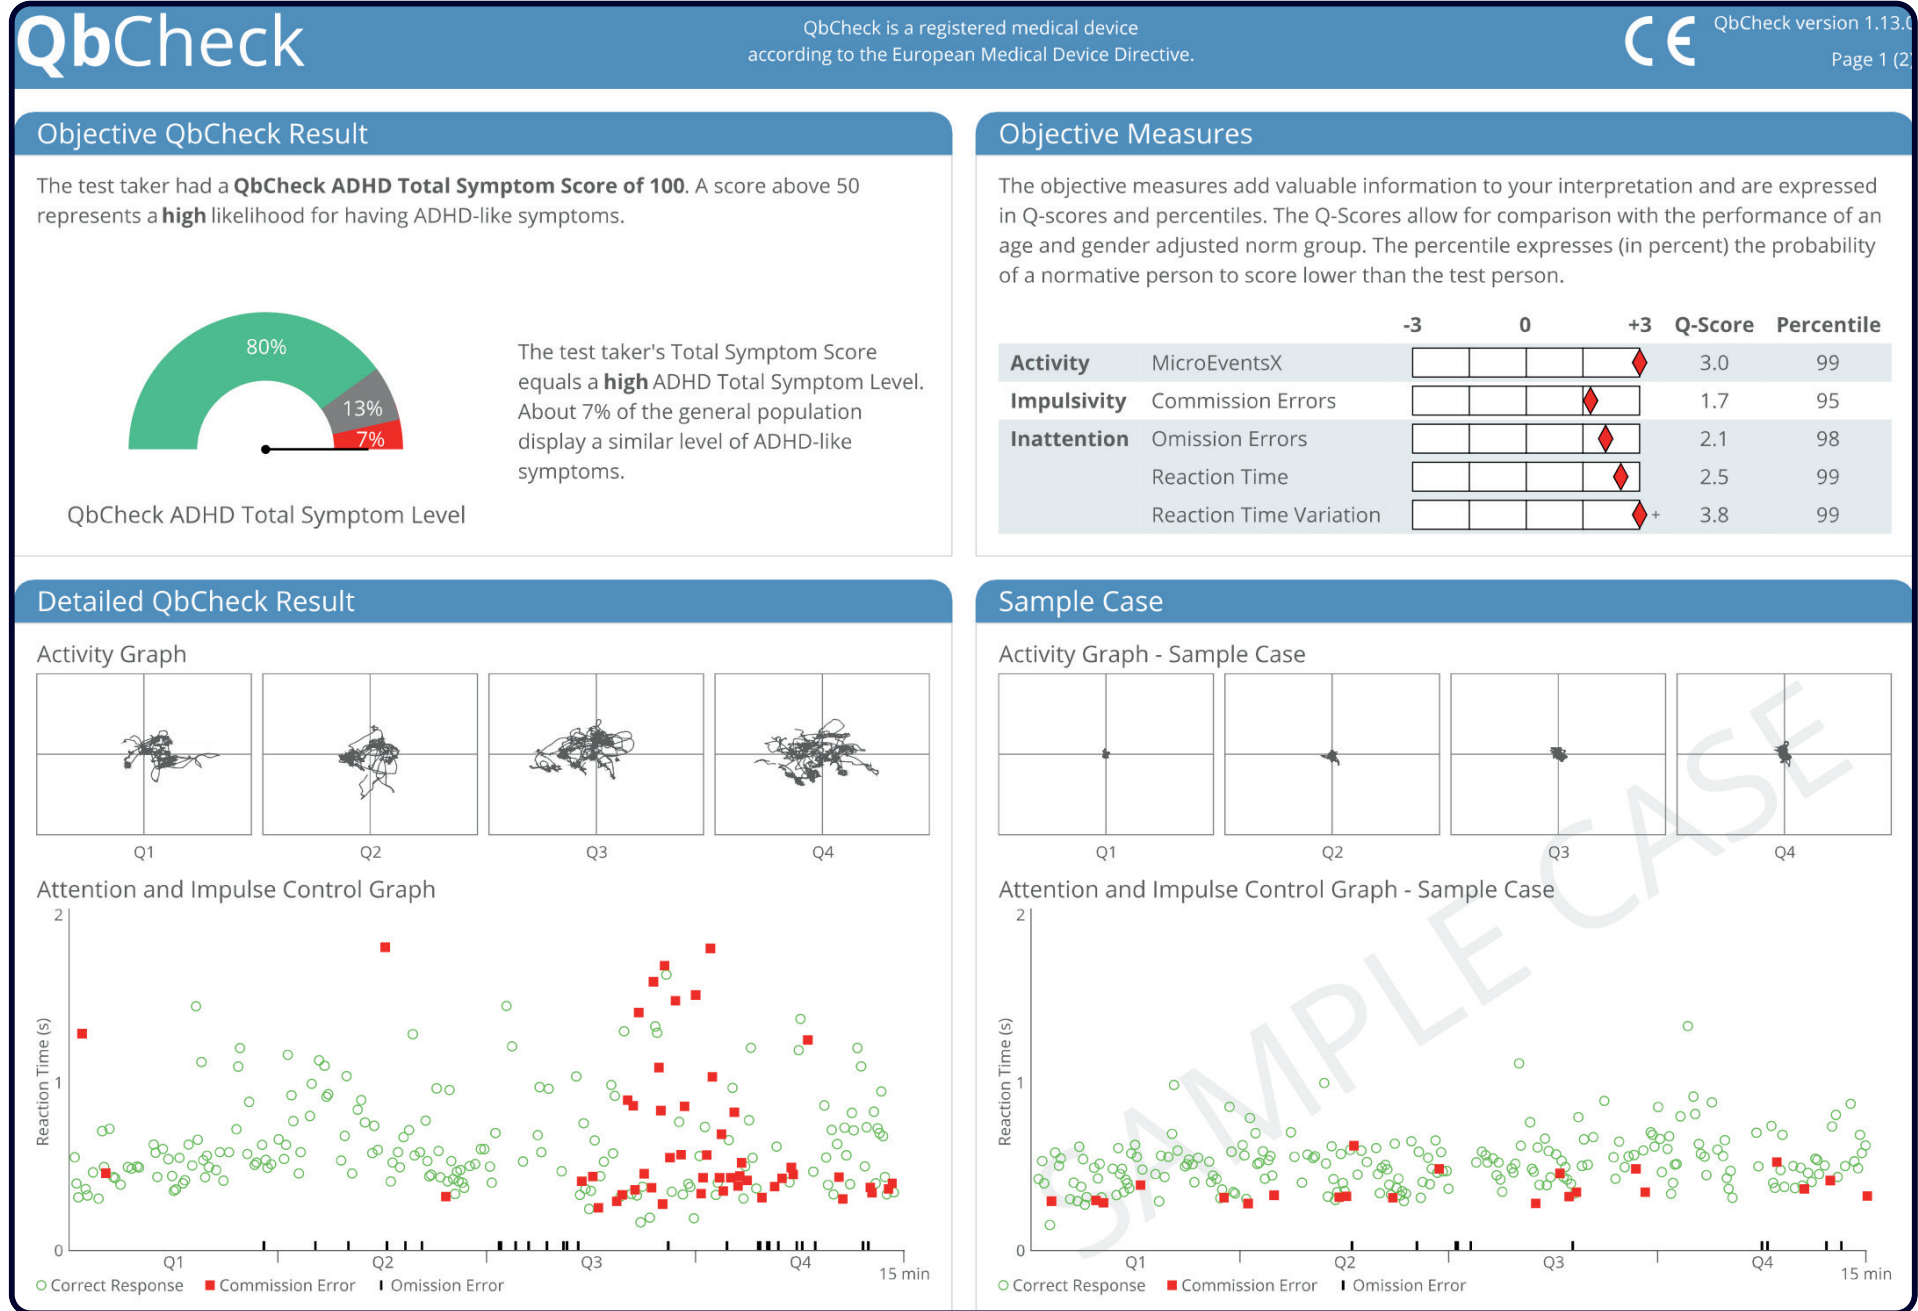 QbCheck
QbCheck is a registered medical device
according to the European Medical Device Directive.
CE
QbCheck version 1.13.0
Page 1 (2)
Objective QbCheck Result
The test taker had a QbCheck ADHD Total Symptom Score of 100. A score above 50
represents a high likelihood for having ADHD-like symptoms.
80%
13%
7%
QbCheck ADHD Total Symptom Level
The test taker's Total Symptom Score
equals a high ADHD Total Symptom Level.
About 7% of the general population
display a similar level of ADHD-like
symptoms.
Objective Measures
The objective measures add valuable information to your interpretation and are expressed
in Q-scores and percentiles. The Q-Scores allow for comparison with the performance of an
age and gender adjusted norm group. The percentile expresses (in percent) the probability
of a normative person to score lower than the test person.
-3 0 +3 Q-Score Percentile
Activity MicroEventsX 3.0 99
Impulsivity Commission Errors 1.7 95
Inattention Omission Errors 2.1 98
Reaction Time 2.5 99
Reaction Time Variation + 3.8 99
Detailed QbCheck Result
Activity Graph
Q1 Q2 Q3 Q4
Attention and Impulse Control Graph
2
1
0
Reaction Time (s)
Q1 Q2 Q3 Q4
15 min
Correct Response Commission Error Omission Error
Sample Case
Activity Graph - Sample Case
Q1 Q2 Q3 Q4
Attention and Impulse Control Graph - Sample Case
2
1
0
Reaction Time (s)
Q1 Q2 Q3 Q4
15 min
Correct Response Commission Error Omission Error
SAMPLE CASE